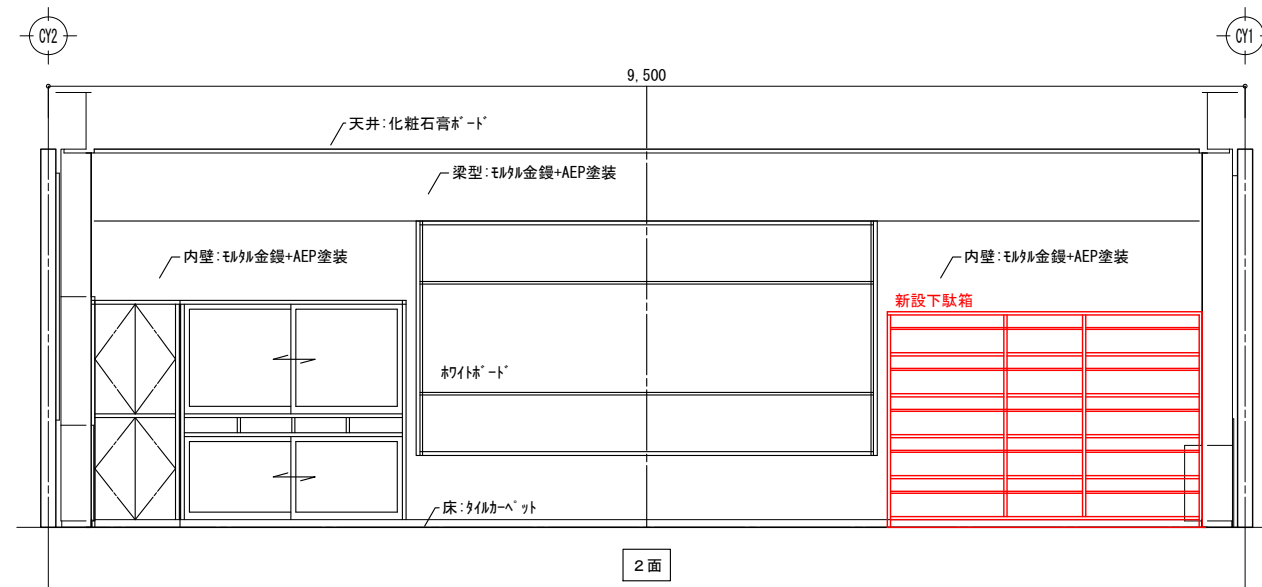 CY2
CY1
9,500
天井:化粧石膏ﾎﾞｰﾄﾞ
梁型:ﾓﾙﾀﾙ金鏝+AEP塗装
内壁:ﾓﾙﾀﾙ金鏝+AEP塗装
内壁:ﾓﾙﾀﾙ金鏝+AEP塗装
新設下駄箱
ﾎﾜｲﾄﾎﾞｰﾄﾞ
床:ﾀｲﾙｶｰﾍﾟｯﾄ
2面